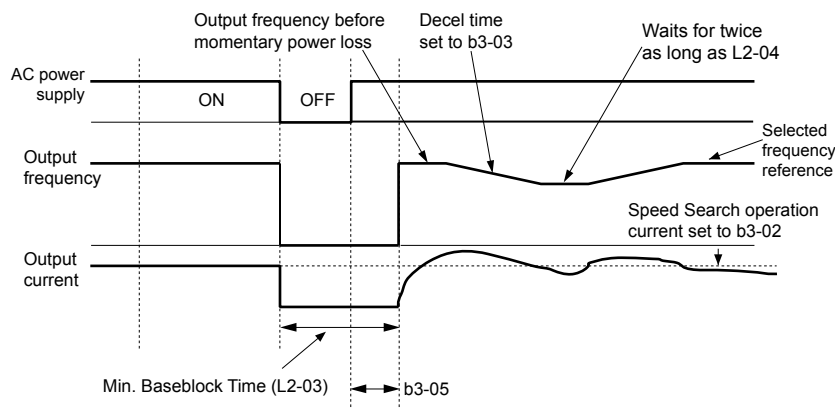 Output frequency before
momentary power loss
Decel time
set to b3-03
Waits for twice
as long as L2-04
AC power
supply
ON
OFF
Output
frequency
Selected
frequency
reference
Speed Search operation
current set to b3-02
Output
current
Min. Baseblock Time (L2-03)
b3-05